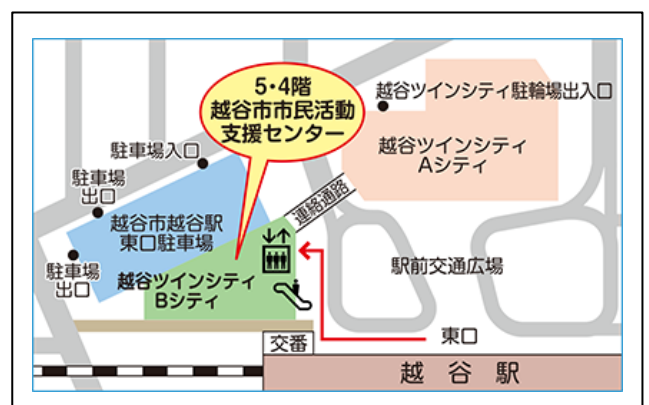 5・4階
越谷市市民活動
支援センター
越谷ツインシティ駐輪場出入口
越谷ツインシティ
Aシティ
駐車場入口
駐車場
出口
連絡通路
越谷市越谷駅
東口駐車場
駐車場
出口
越谷ツインシティ
Bシティ
駅前交通広場
東口
交番
越谷駅